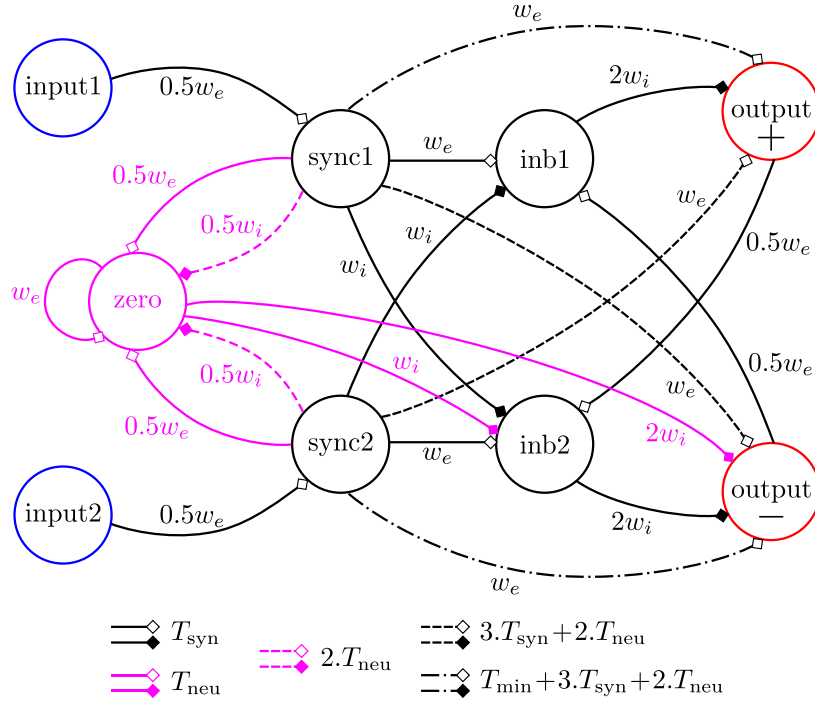 w_e
input1
0.5w_e
2w_i
output
+
sync1
w_e
inb1
0.5w_e
0.5w_i
w_e
w_i
w_i
0.5w_e
w_e
zero
w_i
0.5w_e
0.5w_i
w_e
0.5w_e
2w_i
sync2
w_e
inb2
input2
0.5w_e
2w_i
output
−
w_e
T_syn
3.T_syn+2.T_neu
2.T_neu
T_neu
T_min+3.T_syn+2.T_neu